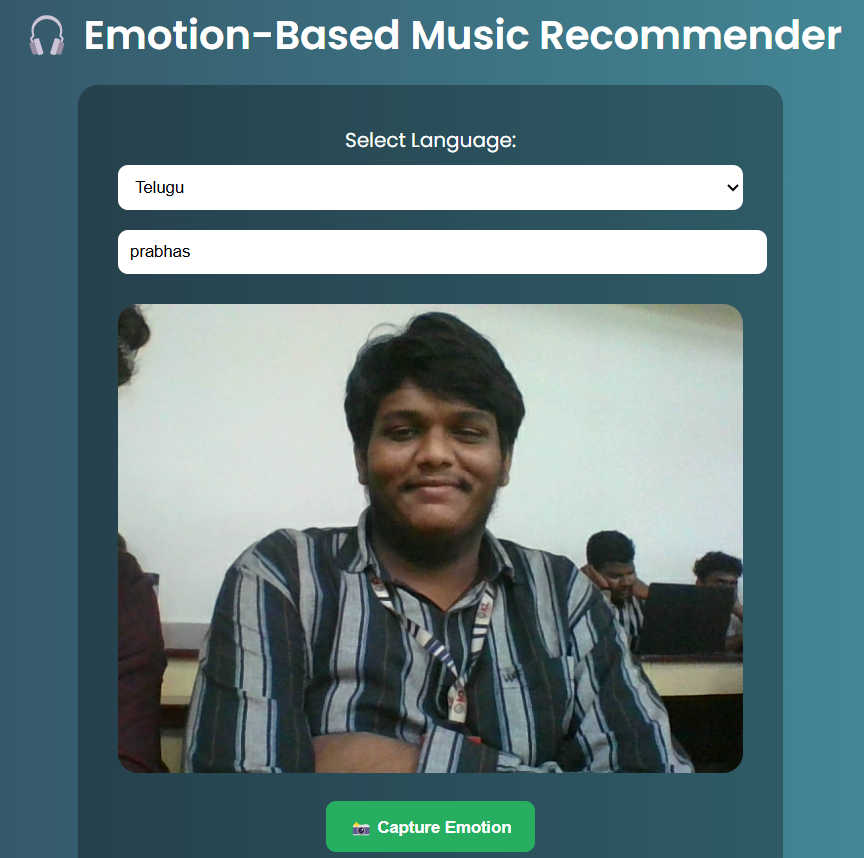 Emotion-Based Music Recommender
Select Language:
Telugu
prabhas
Capture Emotion